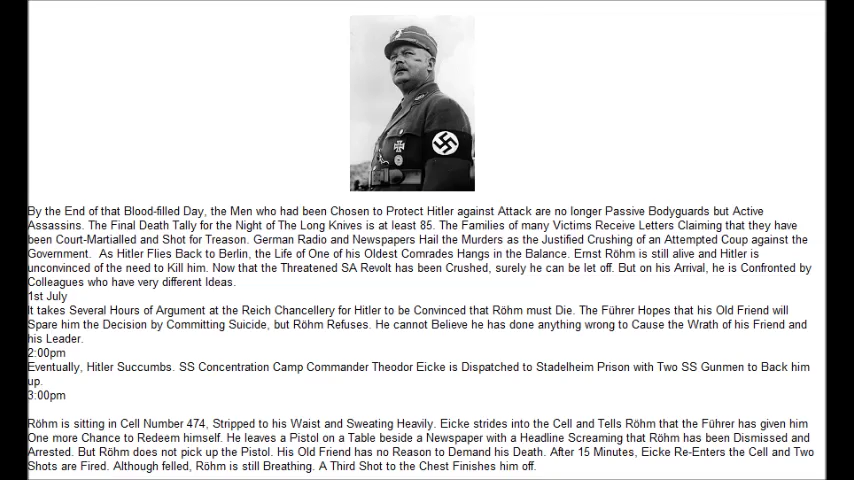 By the End of that Blood-filled Day, the Men who had been Chosen to Protect Hitler against Attack are no longer Passive Bodyguards but Active
Assassins. The Final Death Tally for the Night of The Long Knives is at least 85. The Families of many Victims Receive Letters Claiming that they have
been Court-Martialled and Shot for Treason. German Radio and Newspapers Hail the Murders as the Justified Crushing of an Attempted Coup against the
Government.  As Hitler Flies Back to Berlin, the Life of One of his Oldest Comrades Hangs in the Balance. Ernst Röhm is still alive and Hitler is
unconvinced of the need to Kill him. Now that the Threatened SA Revolt has been Crushed, surely he can be let off. But on his Arrival, he is Confronted by
Colleagues who have very different Ideas.
1st July
It takes Several Hours of Argument at the Reich Chancellery for Hitler to be Convinced that Röhm must Die. The Führer Hopes that his Old Friend will
Spare him the Decision by Committing Suicide, but Röhm Refuses. He cannot Believe he has done anything wrong to Cause the Wrath of his Friend and
his Leader.
2:00pm
Eventually, Hitler Succumbs. SS Concentration Camp Commander Theodor Eicke is Dispatched to Stadelheim Prison with Two SS Gunmen to Back him
up.
3:00pm
Röhm is sitting in Cell Number 474, Stripped to his Waist and Sweating Heavily. Eicke strides into the Cell and Tells Röhm that the Führer has given him
One more Chance to Redeem himself. He leaves a Pistol on a Table beside a Newspaper with a Headline Screaming that Röhm has been Dismissed and
Arrested. But Röhm does not pick up the Pistol. His Old Friend has no Reason to Demand his Death. After 15 Minutes, Eicke Re-Enters the Cell and Two
Shots are Fired. Although felled, Röhm is still Breathing. A Third Shot to the Chest Finishes him off.